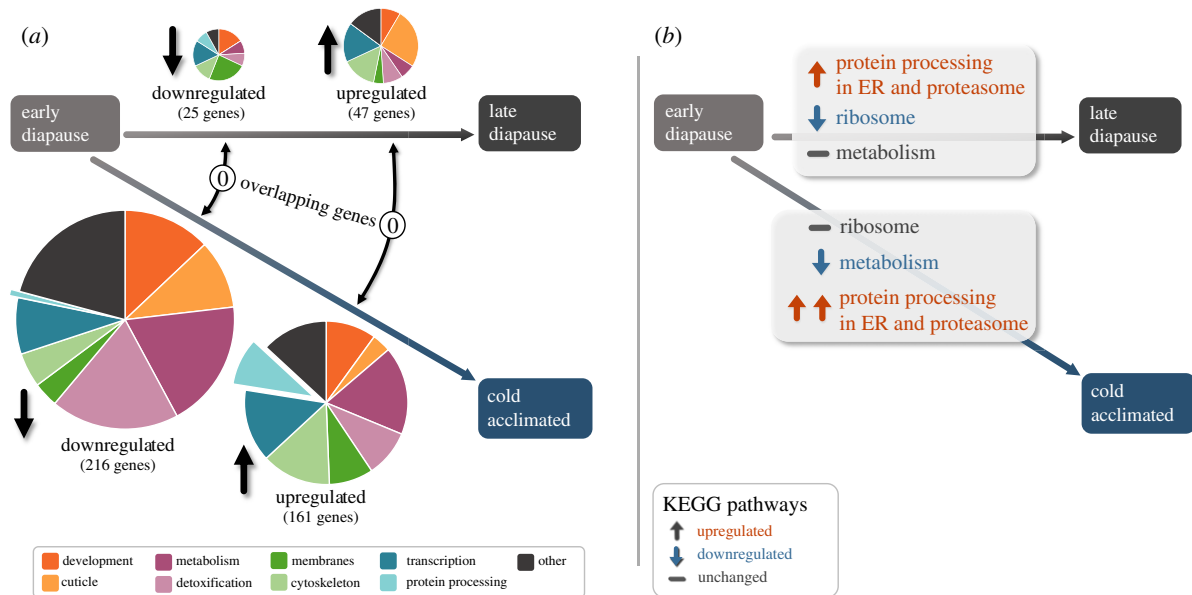 (a)
downregulated
(25 genes)
upregulated
(47 genes)
early
diapause
late
diapause
0
overlapping genes
0
downregulated
(216 genes)
upregulated
(161 genes)
cold
acclimated
development
metabolism
membranes
transcription
other
cuticle
detoxification
cytoskeleton
protein processing
(b)
protein processing
in ER and proteasome
ribosome
metabolism
early
diapause
late
diapause
ribosome
metabolism
protein processing
in ER and proteasome
cold
acclimated
KEGG pathways
upregulated
downregulated
unchanged